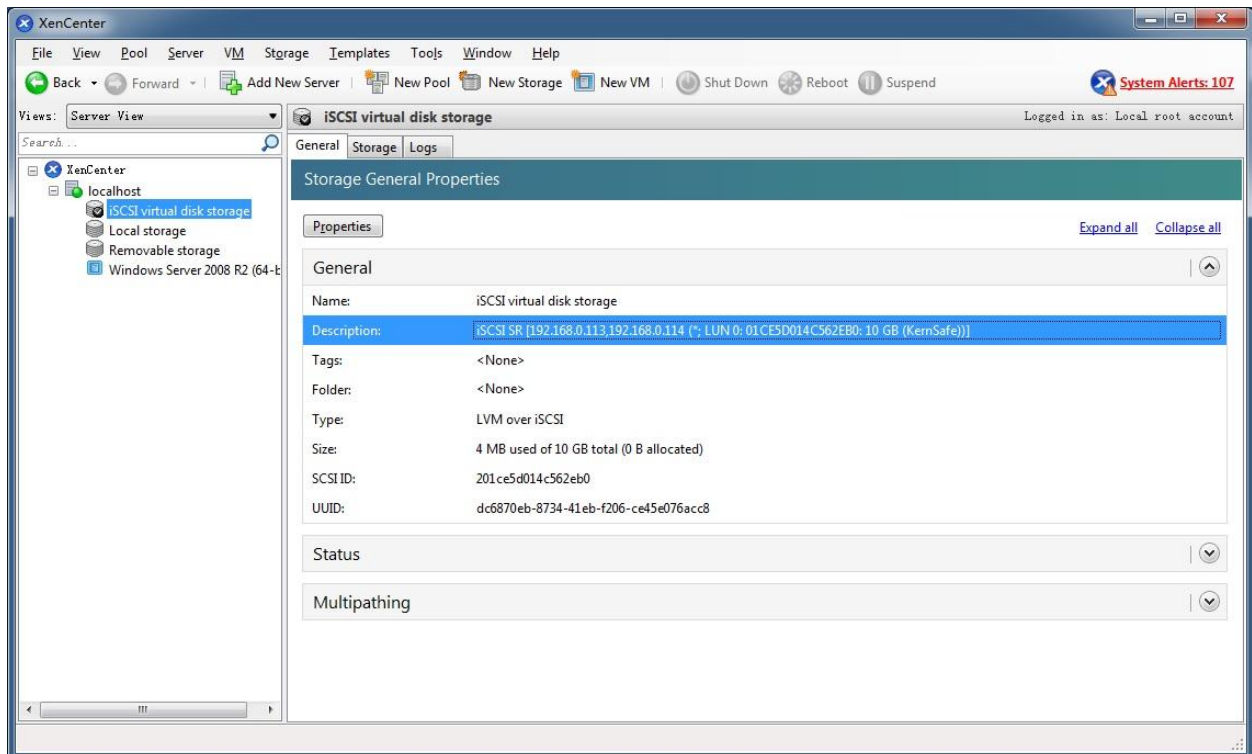 XenCenter
File View Pool Server VM Storage Templates Tools Window Help
Back Forward Add New Server New Pool New Storage New VM Shut Down Reboot Suspend System Alerts: 107
Views: Server View
iSCSI virtual disk storage Logged in as: Local root account
Search...
General Storage Logs
XenCenter
localhost
iSCSI virtual disk storage
Local storage
Removable storage
Windows Server 2008 R2 (64-b
Storage General Properties
Properties Expand all Collapse all
General
Name: iSCSI virtual disk storage
Description: iSCSI SR [192.168.0.113,192.168.0.114 (*; LUN 0: 01CE5D014C562EB0: 10 GB (KernSafe))]
Tags: <None>
Folder: <None>
Type: LVM over iSCSI
Size: 4 MB used of 10 GB total (0 B allocated)
SCSI ID: 201ce5d014c562eb0
UUID: dc6870eb-8734-41eb-f206-ce45e076acc8
Status
Multipathing